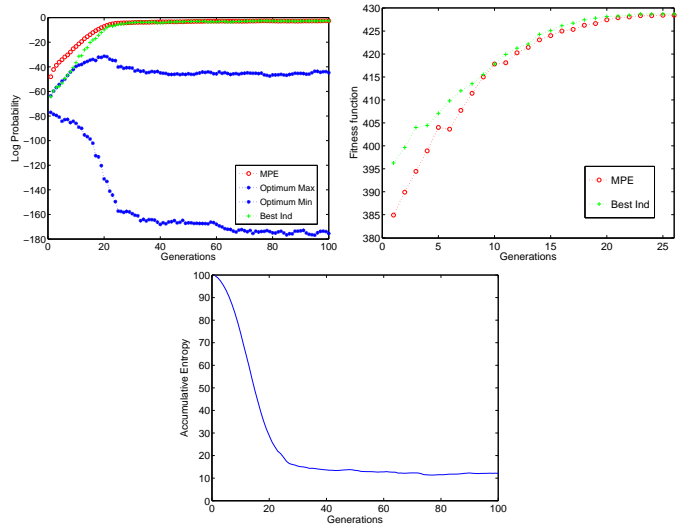 0
−20
−40
−60
−80
−100
−120
−140
−160
−180
0 20 40 60 80 100
Log Probability
Generations
MPE
Optimum Max
Optimum Min
Best Ind
430
425
420
415
410
405
400
395
390
385
380
0 5 10 15 20 25
Fitness function
Generations
MPE
Best Ind
100
90
80
70
60
50
40
30
20
10
0
0 20 40 60 80 100
Accumulative Entropy
Generations